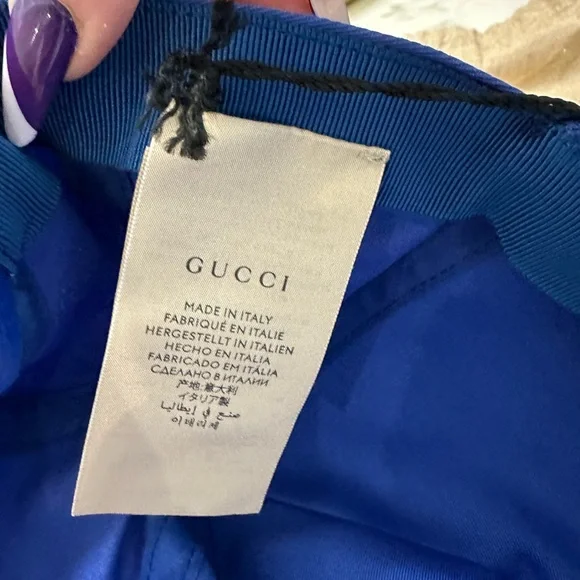 GUCCI
MADE IN ITALY
FABRIQUÉ EN ITALIE
HERGESTELLT IN ITALIEN
HECHO EN ITALIA
FABRICADO EM ITÁLIA
СДЕЛАНО В ИТАЛИИ
产地:意大利
イタリア製
صنع في إيطاليا
이태리제